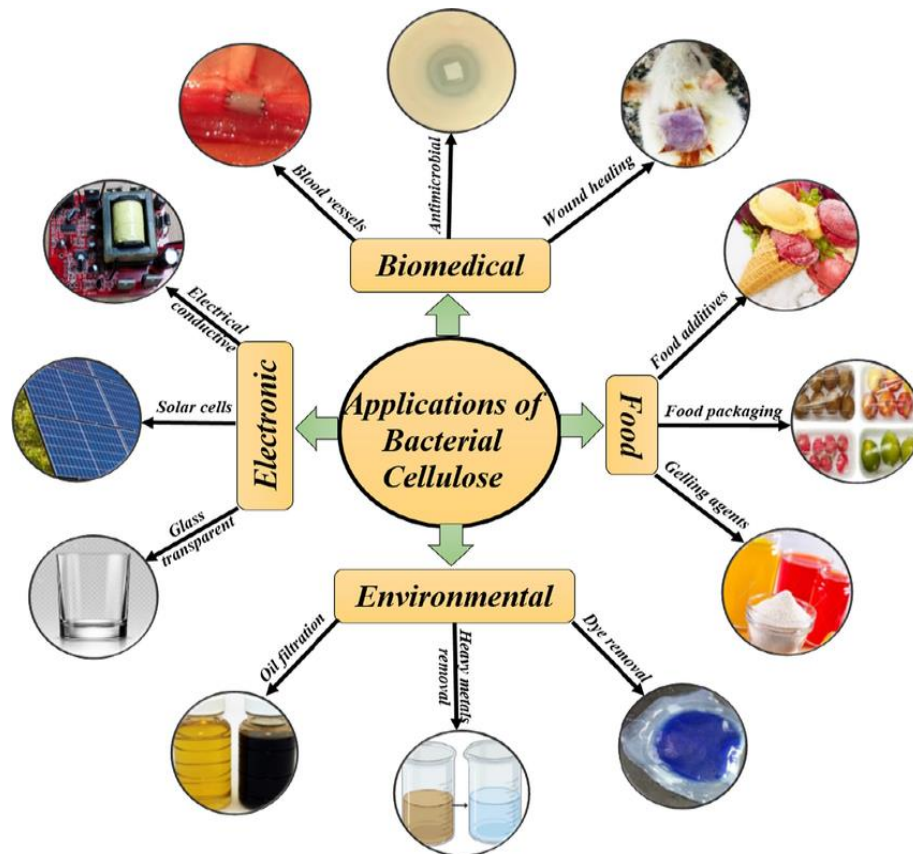 Blood vessels
Antimicrobial
Wound healing
Biomedical
Electrical
conductive
Solar cells
Glass
transparent
Electronic
Applications of
Bacterial
Cellulose
Food
Food additives
Food packaging
Gelling agents
Environmental
Oil filtration
Heavy metals
removal
Dye removal